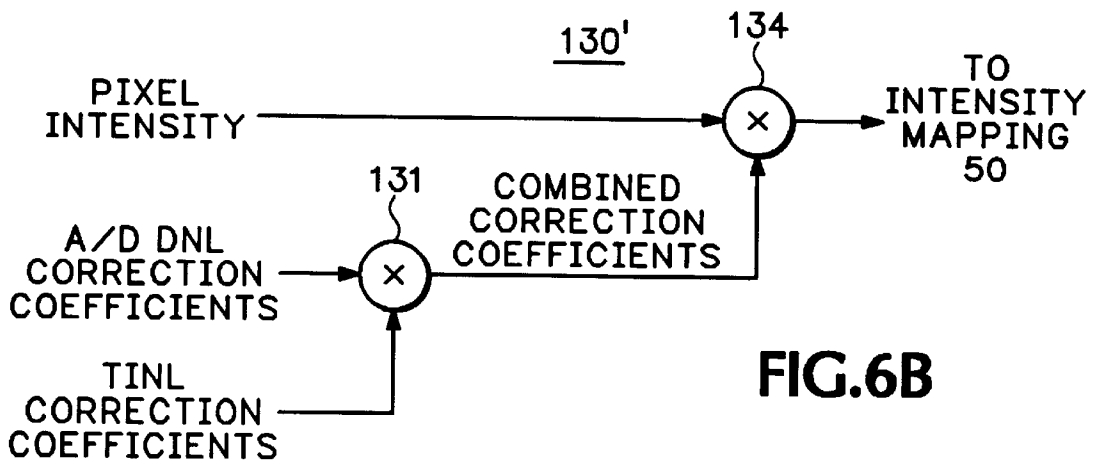 130'
134
PIXEL
INTENSITY
×
TO
INTENSITY
MAPPING
50
131
COMBINED
CORRECTION
COEFFICIENTS
A/D DNL
CORRECTION
COEFFICIENTS
×
TINL
CORRECTION
COEFFICIENTS
FIG.6B